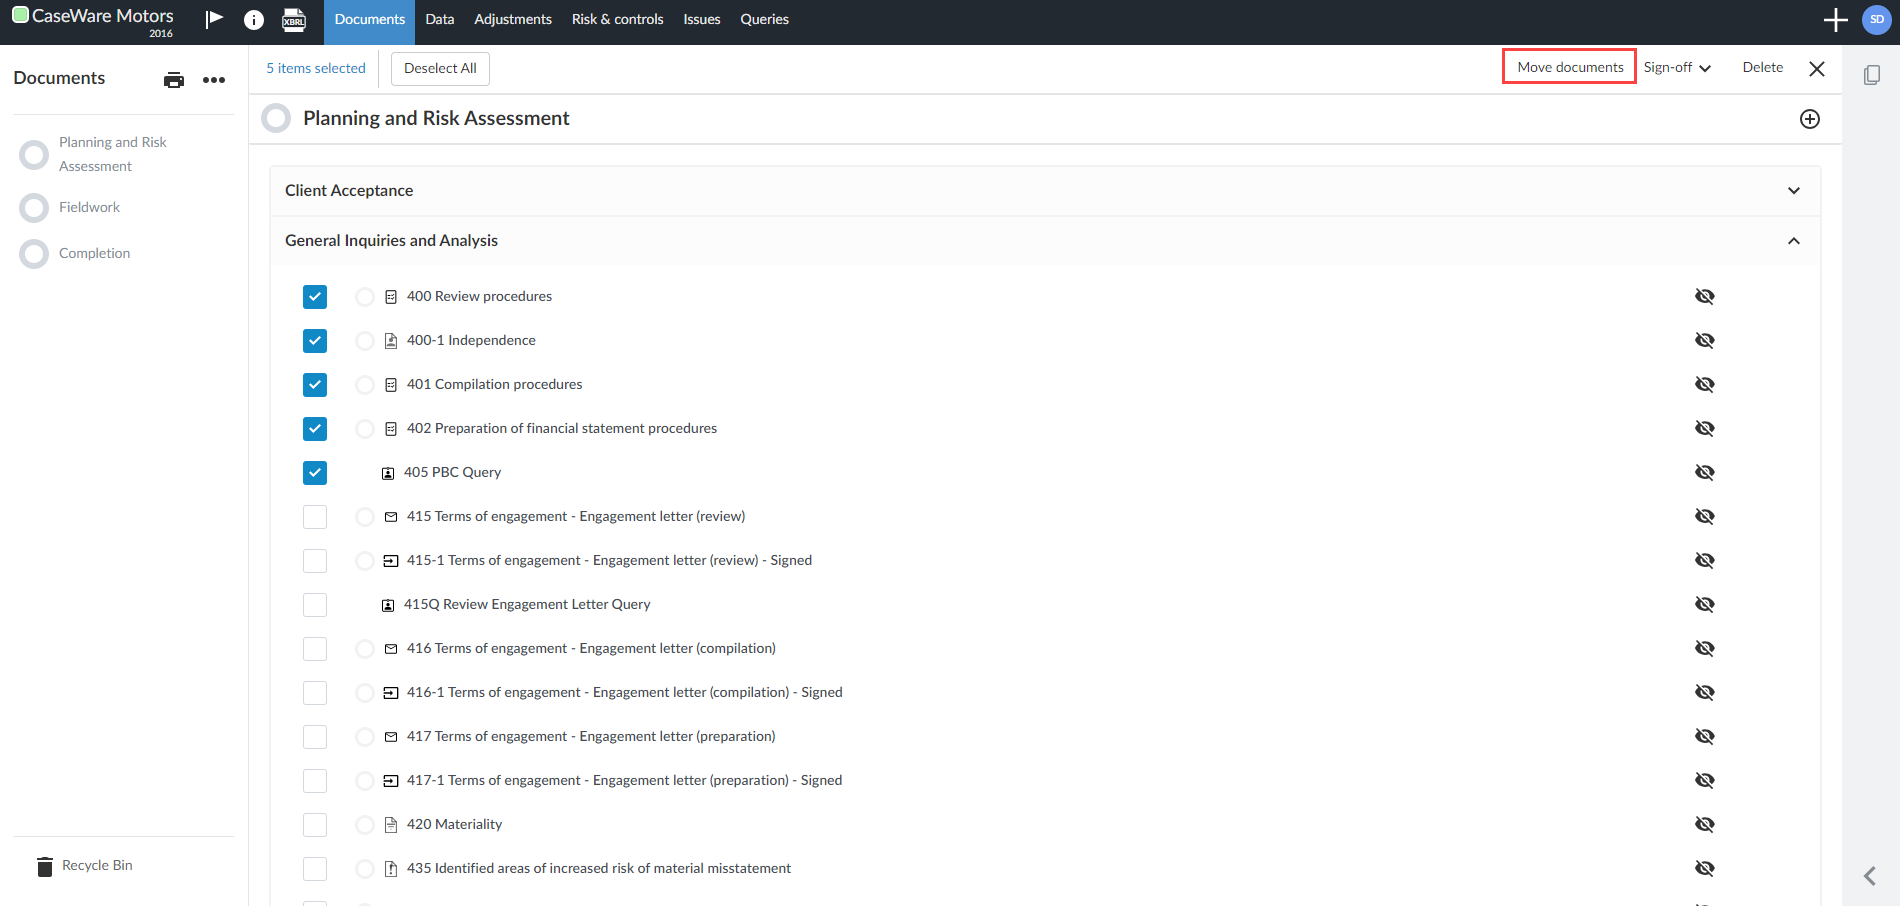 CaseWare Motors
2016
XBRL
Documents
Data
Adjustments
Risk & controls
Issues
Queries
SD
Documents
Planning and Risk
Assessment
Fieldwork
Completion
Recycle Bin
5 items selected
Deselect All
Move documents
Sign-off
Delete
Planning and Risk Assessment
Client Acceptance
General Inquiries and Analysis
400 Review procedures
400-1 Independence
401 Compilation procedures
402 Preparation of financial statement procedures
405 PBC Query
415 Terms of engagement - Engagement letter (review)
415-1 Terms of engagement - Engagement letter (review) - Signed
415Q Review Engagement Letter Query
416 Terms of engagement - Engagement letter (compilation)
416-1 Terms of engagement - Engagement letter (compilation) - Signed
417 Terms of engagement - Engagement letter (preparation)
417-1 Terms of engagement - Engagement letter (preparation) - Signed
420 Materiality
435 Identified areas of increased risk of material misstatement